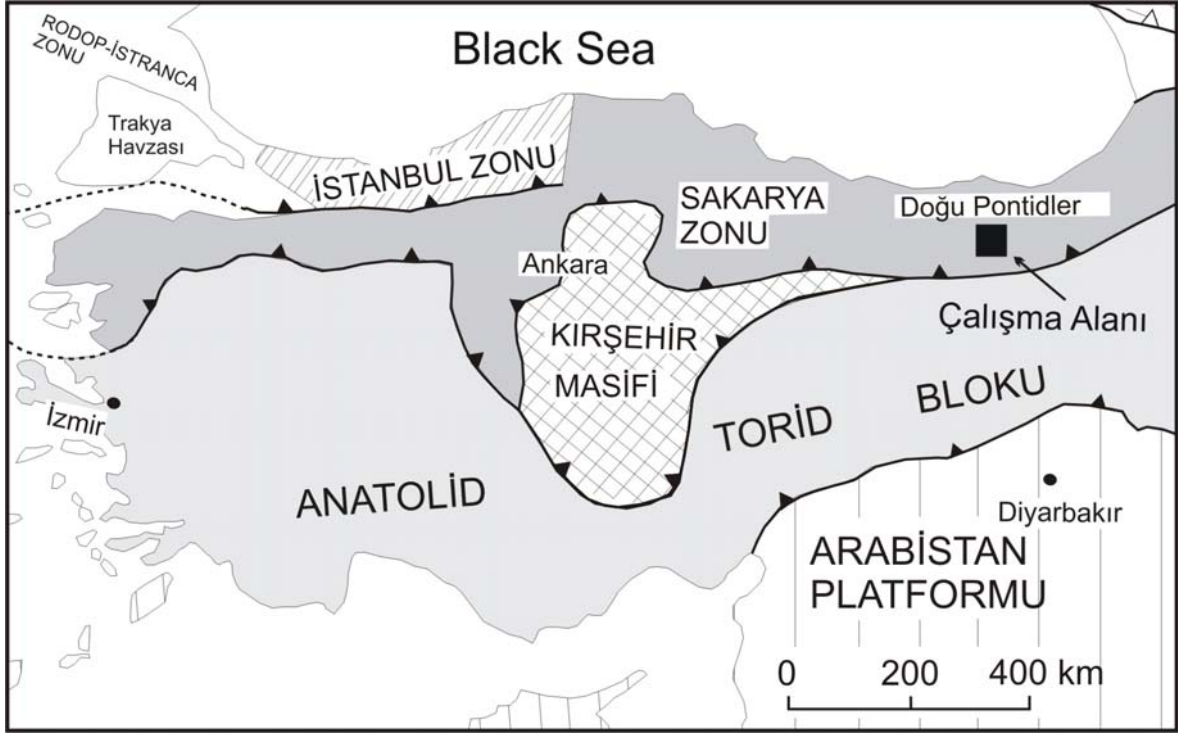 RODOP-İSTRANCA
ZONU
Black Sea
Trakya
Havzası
İSTANBUL ZONU
SAKARYA
ZONU
Doğu Pontidler
Ankara
Çalışma Alanı
KIRŞEHİR
MASİFİ
BLOKU
TORİD
İzmir
ANATOLİD
Diyarbakır
ARABİSTAN
PLATFORMU
0 200 400 km